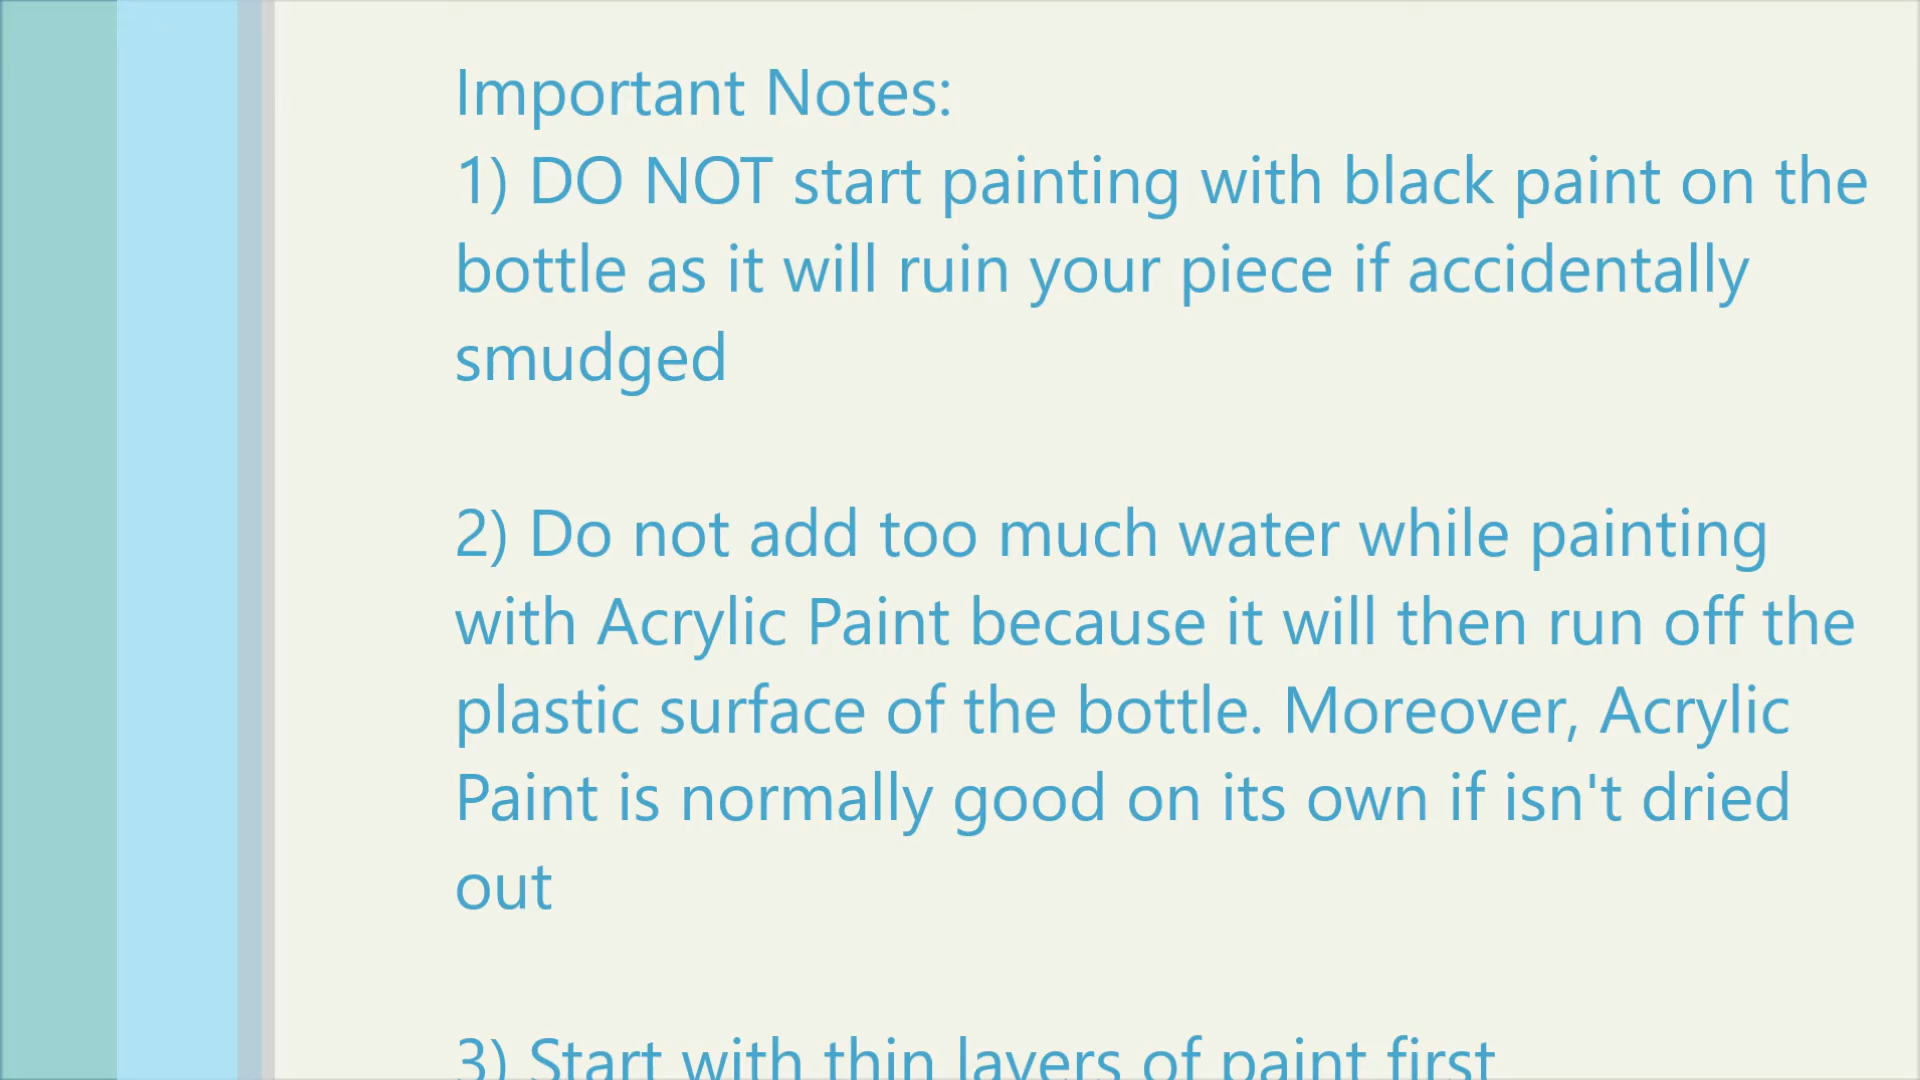 Important Notes:
1) DO NOT start painting with black paint on the
bottle as it will ruin your piece if accidentally
smudged
2) Do not add too much water while painting
with Acrylic Paint because it will then run off the
plastic surface of the bottle. Moreover, Acrylic
Paint is normally good on its own if isn't dried
out
3) Start with thin layers of paint first